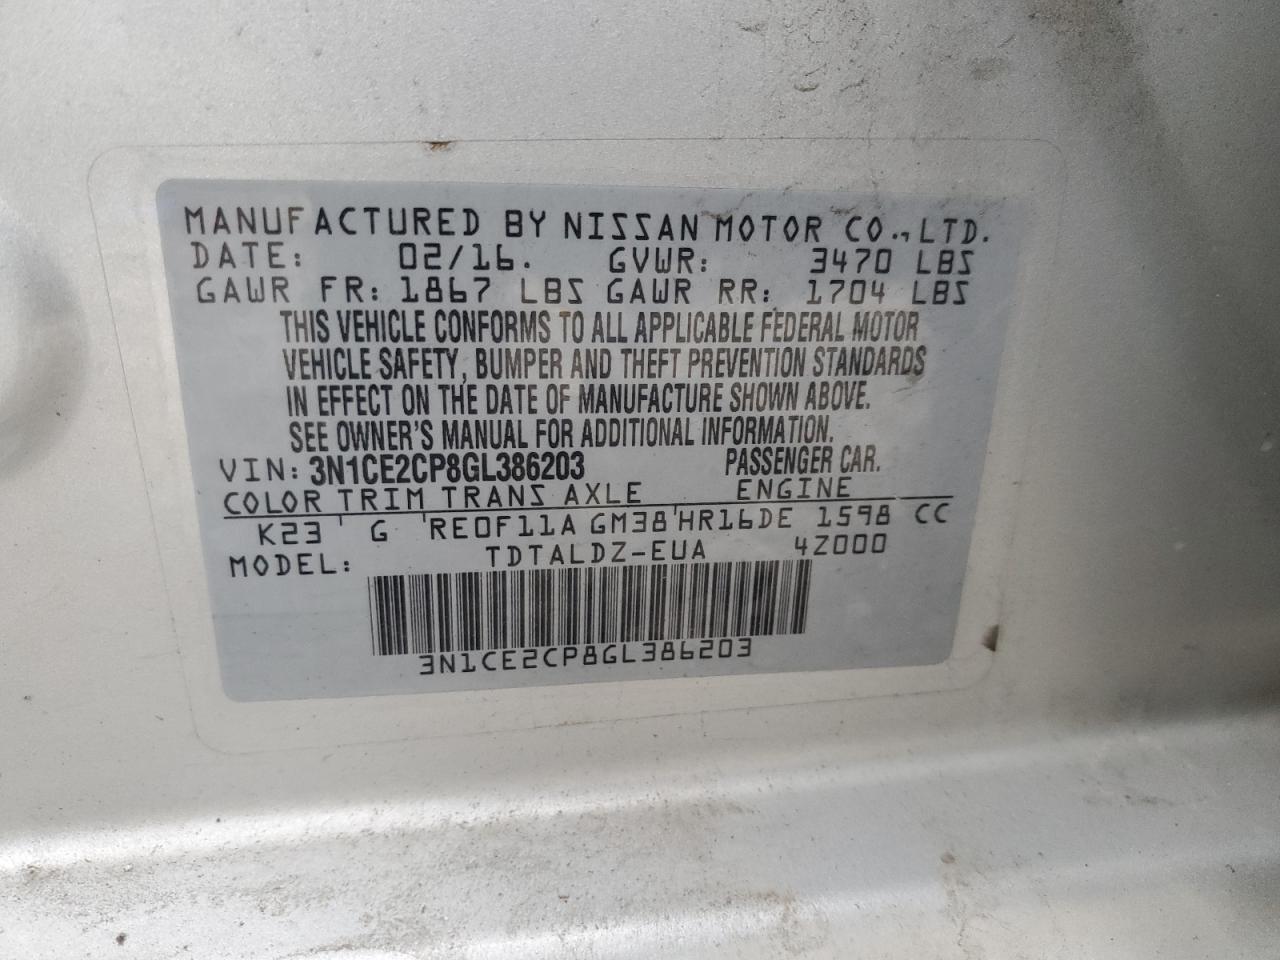 MANUFACTURED BY NISSAN MOTOR CO., LTD.
DATE: 02/16. GVWR: 3470 LBS
GAWR FR: 1867 LBS GAWR RR: 1704 LBS
THIS VEHICLE CONFORMS TO ALL APPLICABLE FEDERAL MOTOR
VEHICLE SAFETY, BUMPER AND THEFT PREVENTION STANDARDS
IN EFFECT ON THE DATE OF MANUFACTURE SHOWN ABOVE.
SEE OWNER'S MANUAL FOR ADDITIONAL INFORMATION.
VIN: 3N1CE2CP8GL386203 PASSENGER CAR.
COLOR TRIM TRANS AXLE ENGINE
K23 ' G 'RE0F11A GM38'HR16DE 1598 CC
MODEL: TDTALDZ-EUA 4Z000
3N1CE2CP8GL386203